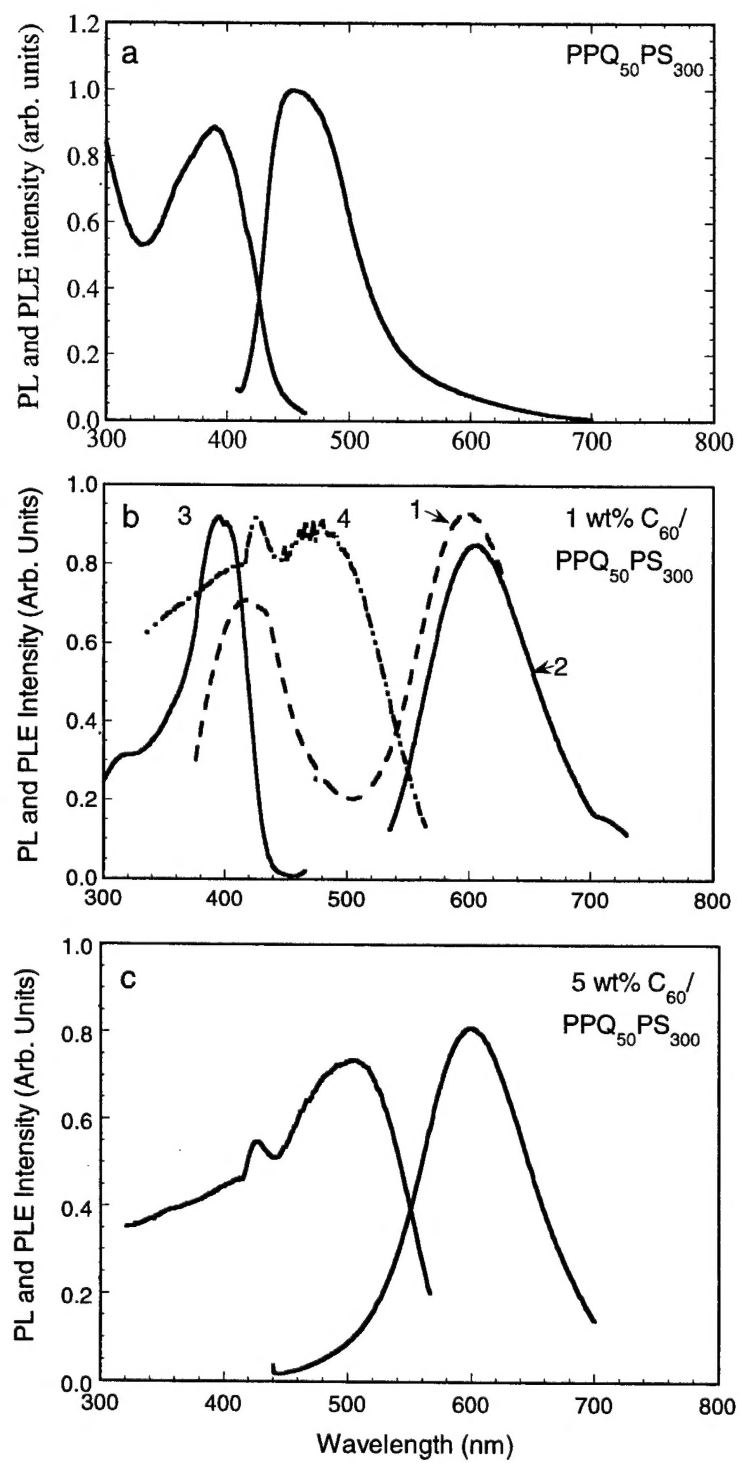 a
PPQ50PS300
PL and PLE intensity (arb. units)
1.2
1.0
0.8
0.6
0.4
0.2
0.0
300 400 500 600 700 800
b
3
4
1
2
1 wt% C60/
PPQ50PS300
PL and PLE Intensity (Arb. Units)
1.0
0.8
0.6
0.4
0.2
0.0
300 400 500 600 700 800
c
5 wt% C60/
PPQ50PS300
PL and PLE Intensity (Arb. Units)
1.0
0.8
0.6
0.4
0.2
0.0
300 400 500 600 700 800
Wavelength (nm)